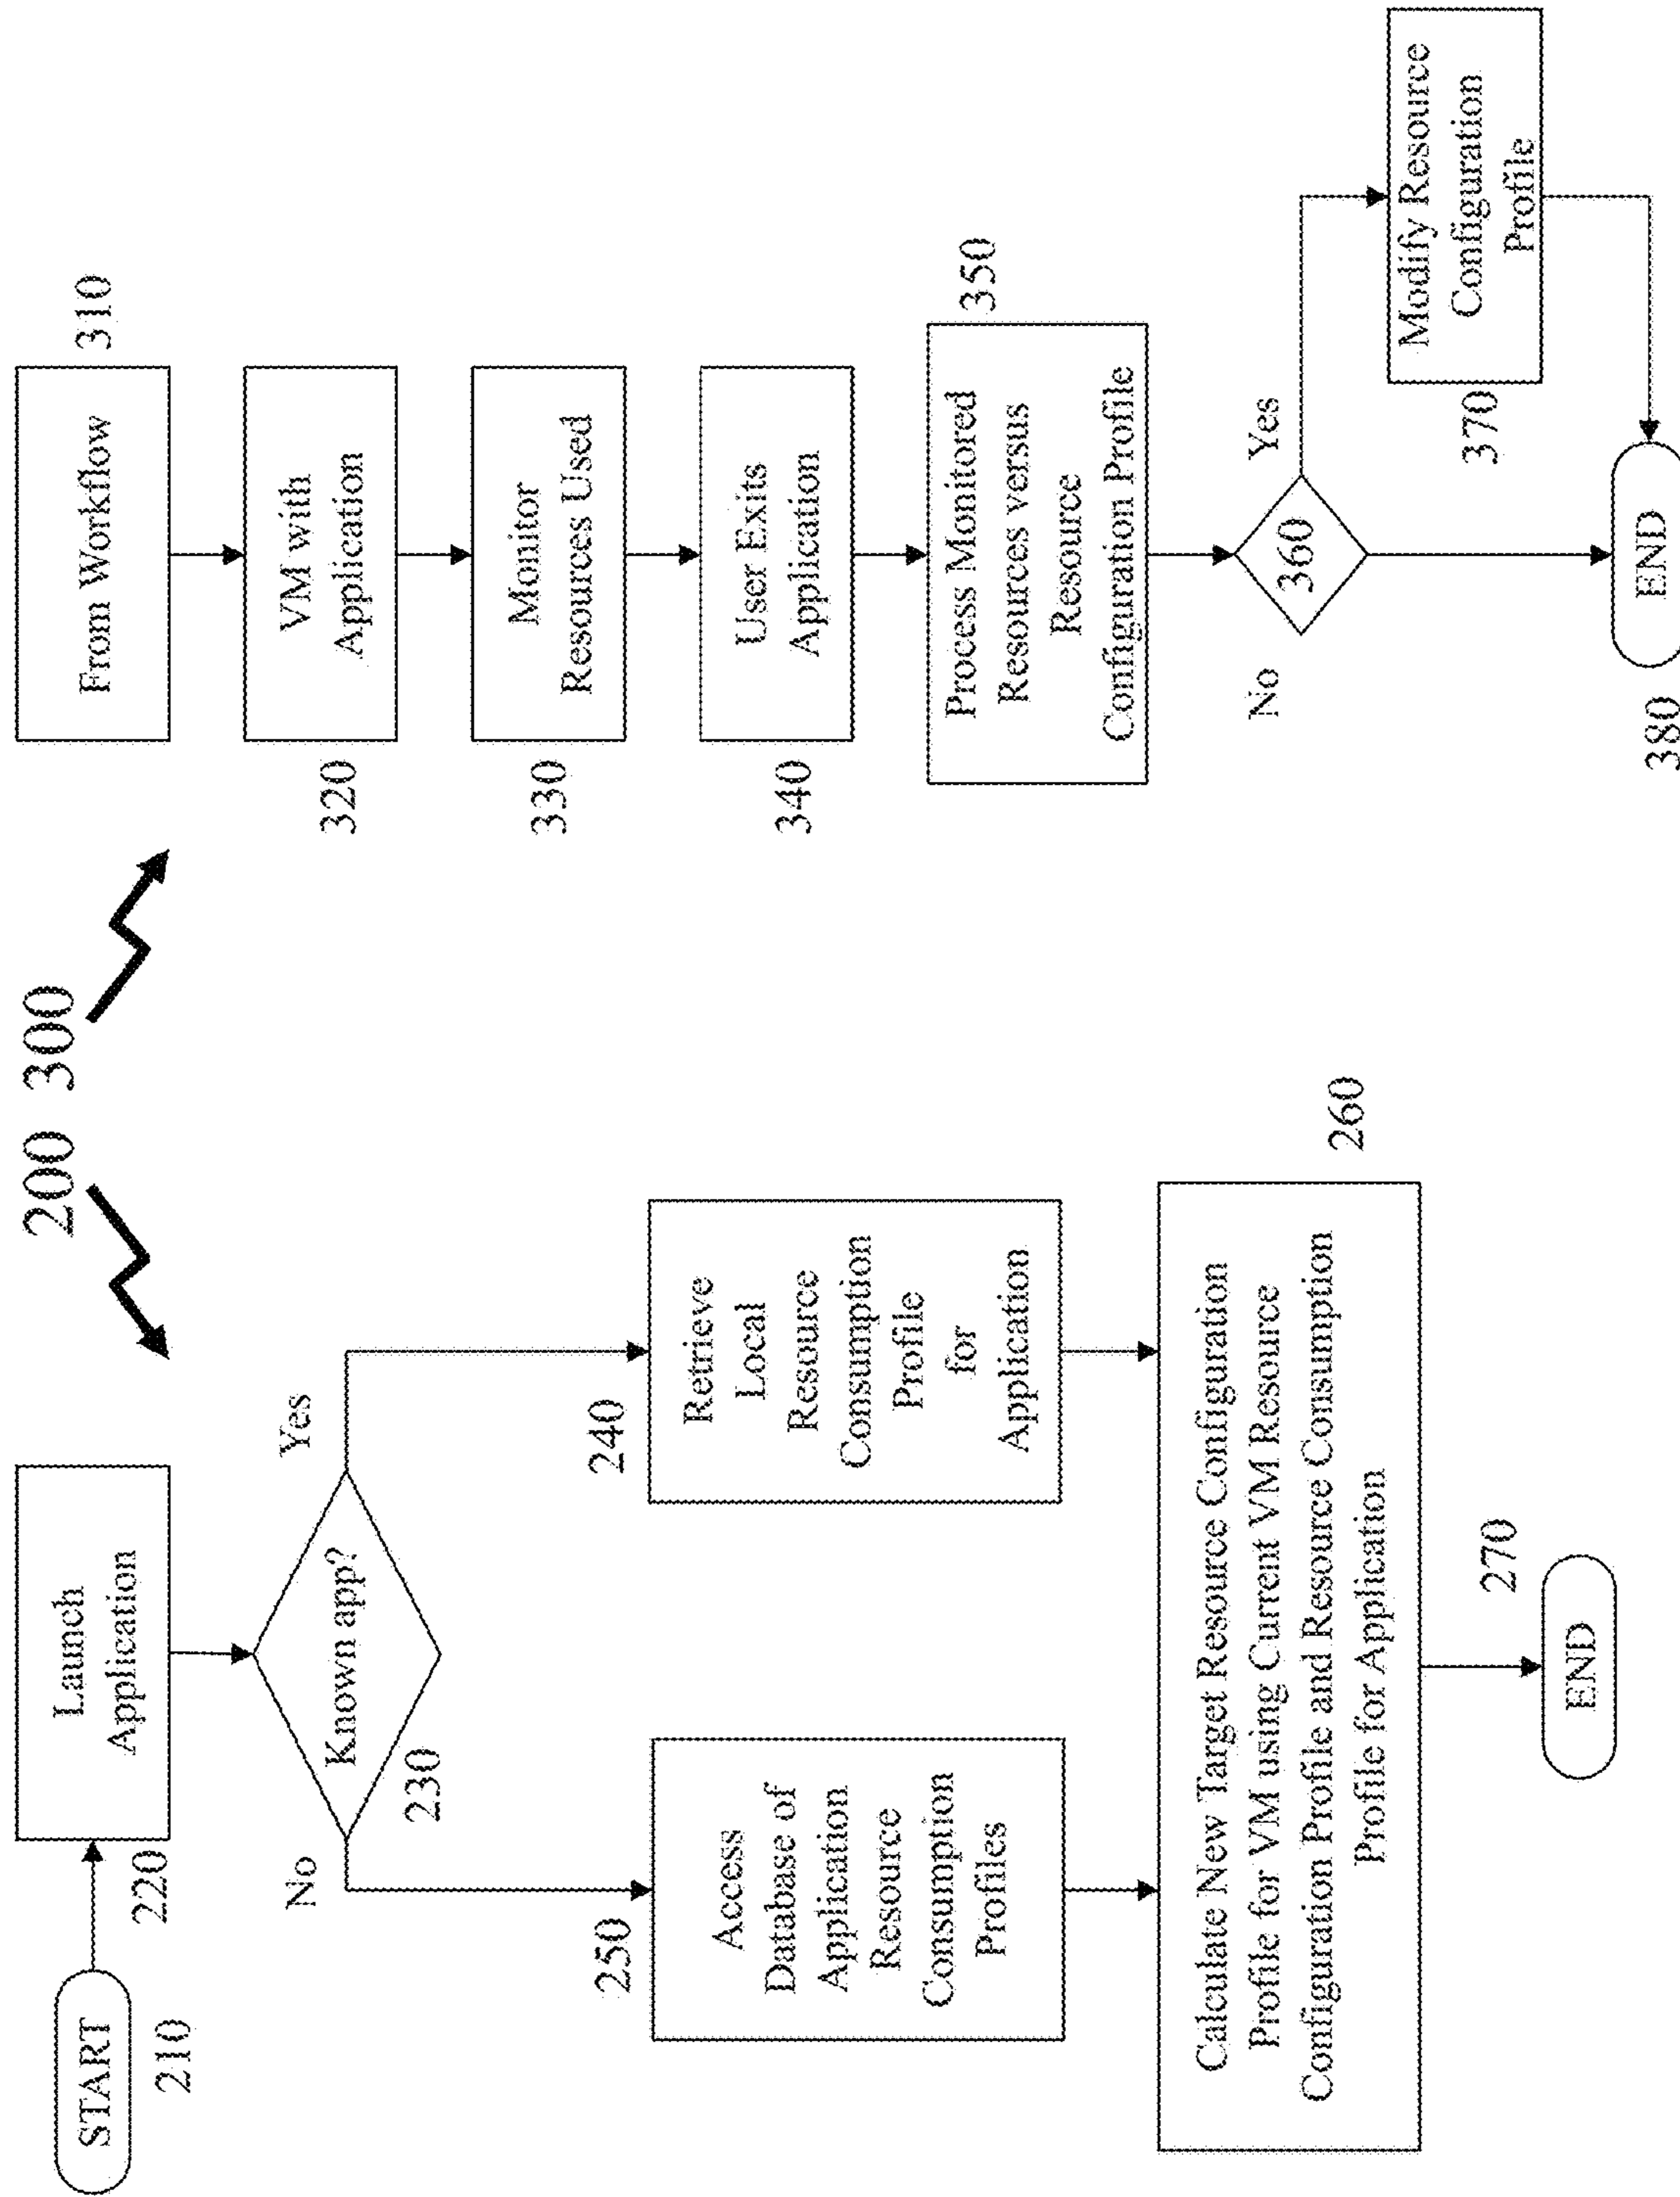 200
START
210
Launch
Application
220
Known app?
230
No
Yes
250
Access
Database of
Application
Resource
Consumption
Profiles
240
Retrieve
Local
Resource
Consumption
Profile
for
Application
260
Calculate New Target Resource Configuration
Profile for VM using Current VM Resource
Configuration Profile and Resource Consumption
Profile for Application
270
END
300
From Workflow
310
VM with
Application
320
Monitor
Resources Used
330
User Exits
Application
340
Process Monitored
Resources versus
Resource
Configuration Profile
350
360
No
Yes
Modify Resource
Configuration
Profile
370
END
380